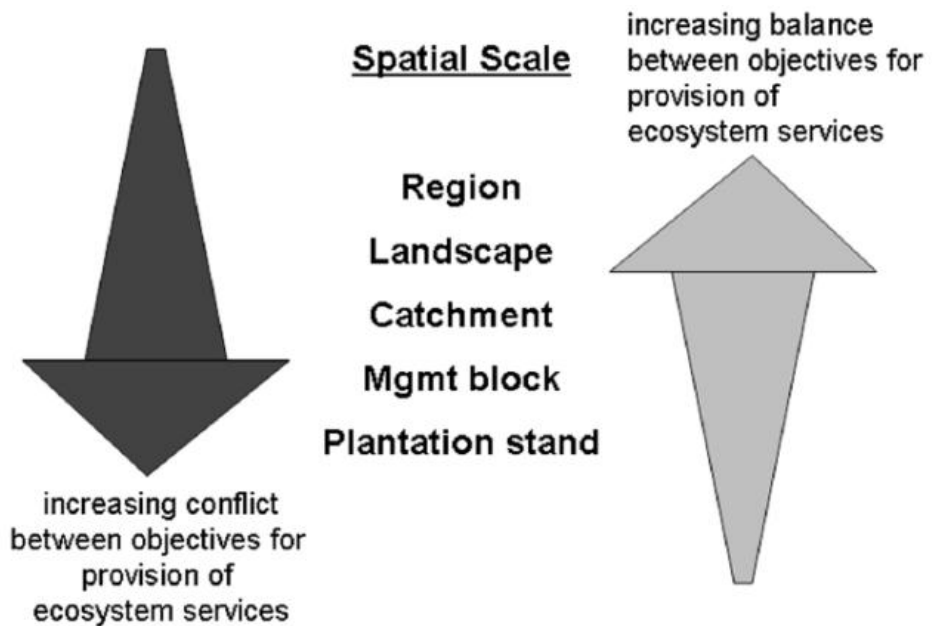 Spatial Scale
increasing balance
between objectives for
provision of
ecosystem services
Region
Landscape
Catchment
Mgmt block
Plantation stand
increasing conflict
between objectives for
provision of
ecosystem services